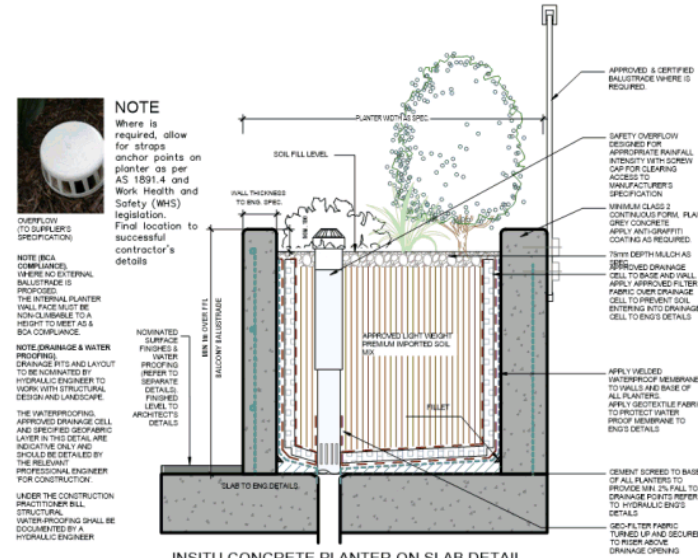 NOTE
Where is
required, allow
for straps
anchor points on
planter as per
AS 1891.4 and
Work Health and
Safety (WHS)
legislation.
Final location to
successful
contractor's
details
OVERFLOW
(TO SUPPLIER'S
SPECIFICATION)
NOTE (BCA
COMPLIANCE).
WHERE NO EXTERNAL
BALUSTRADE IS
PROPOSED.
THE INTERNAL PLANTER
WALL FACE MUST BE
NON-CLIMBABLE TO A
HEIGHT TO MEET AS &
BCA COMPLIANCE.
NOTE.(DRAINAGE & WATER
PROOFING).
DRAINAGE PITS AND LAYOUT
TO BE NOMINATED BY
HYDRAULIC ENGINEER TO
WORK WITH STRUCTURAL
DESIGN AND LANDSCAPE.
THE WATERPROOFING,
APPROVED DRAINAGE CELL
AND SPECIFIED GEOFABRIC
LAYER IN THIS DETAIL ARE
INDICATIVE ONLY AND
SHOULD BE DETAILED BY
THE RELEVANT
PROFESSIONAL ENGINEER
'FOR CONSTRUCTION'.
UNDER THE CONSTRUCTION
PRACTITIONER BILL,
STRUCTURAL
WATER-PROOFING SHALL BE
DOCUMENTED BY A
HYDRAULIC ENGINEER
NOMINATED
SURFACE
FINISHES &
WATER
PROOFING
(REFER TO
SEPARATE
DETAILS).
FINISHED
LEVEL TO
ARCHITECT'S
DETAILS
WALL THICKNESS
TO ENG. SPEC.
SOIL FILL LEVEL
PLANTER WIDTH AS SPEC
MIN 1m OVER FFL
BALCONY BALUSTRADE
APPROVED LIGHT WEIGHT
PREMIUM IMPORTED SOIL
MIX
FILLET
SLAB TO ENG.DETAILS.
APPROVED & CERTIFIED
BALUSTRADE WHERE IS
REQUIRED.
SAFETY OVERFLOW
DESIGNED FOR
APPROPRIATE RAINFALL
INTENSITY WITH SCREW
CAP FOR CLEARING
ACCESS TO
MANUFACTURER'S
SPECIFICATION
MINIMUM CLASS 2
CONTINUOUS FORM, PLAI
GREY CONCRETE
APPLY ANTI-GRAFFITI
COATING AS REQUIRED.
75mm DEPTH MULCH AS
SPEC
APPROVED DRAINAGE
CELL TO BASE AND WALL.
APPLY APPROVED FILTER
FABRIC OVER DRAINAGE
CELL TO PREVENT SOIL
ENTERING INTO DRAINAGE
CELL TO ENG'S DETAILS
APPLY WELDED
WATERPROOF MEMBRANE
TO WALLS AND BASE OF
ALL PLANTERS.
APPLY GEOTEXTILE FABRI
TO PROTECT WATER
PROOF MEMBRANE TO
ENG'S DETAILS
CEMENT SCREED TO BASE
OF ALL PLANTERS TO
PROVIDE MIN. 2% FALL TO
DRAINAGE POINTS REFER
TO HYDRAULIC ENG'S
DETAILS
GEO-FILTER FABRIC
TURNED UP AND SECURED
TO RISER ABOVE
DRAINAGE OPENING
INSITU CONCRETE PLANTER ON SLAB DETAIL